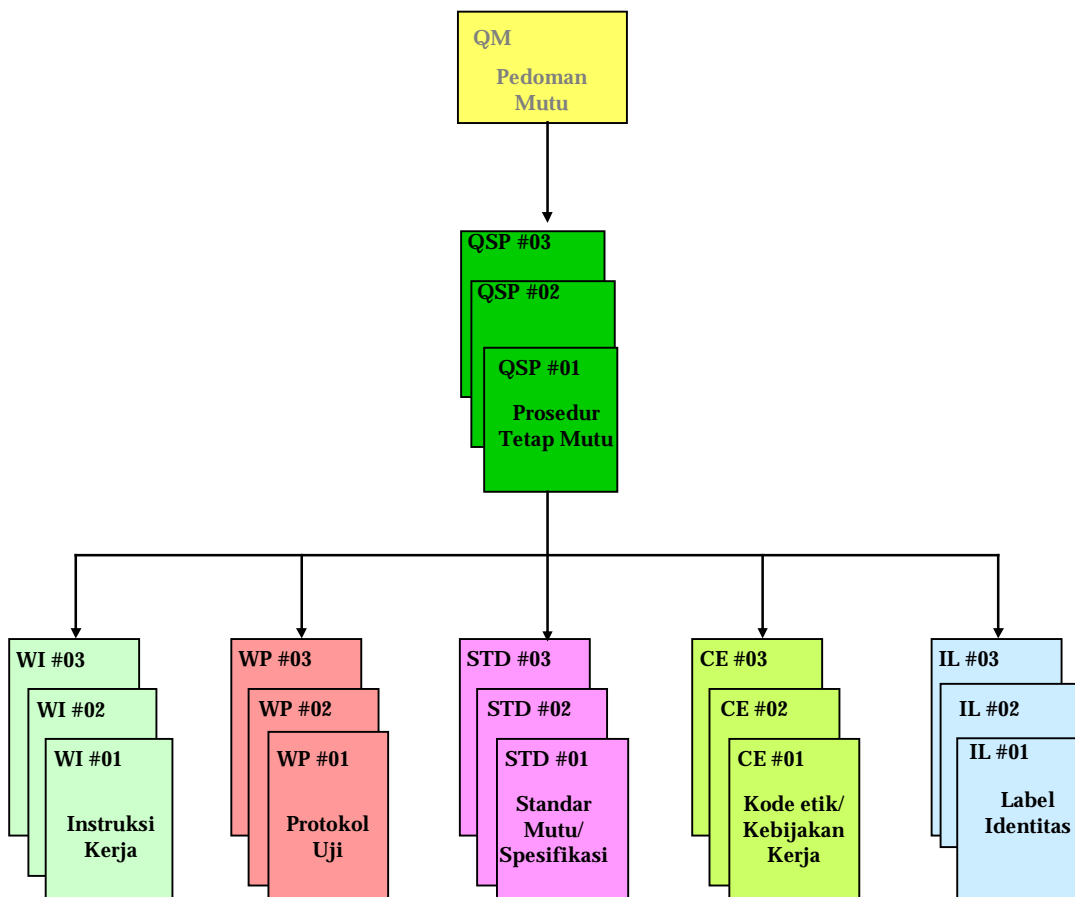 QM
Pedoman
Mutu
QSP #03
QSP #02
QSP #01
Prosedur
Tetap Mutu
WI #03
WI #02
WI #01
Instruksi
Kerja
WP #03
WP #02
WP #01
Protokol
Uji
STD #03
STD #02
STD #01
Standar
Mutu/
Spesifikasi
CE #03
CE #02
CE #01
Kode etik/
Kebijakan
Kerja
IL #03
IL #02
IL #01
Label
Identitas